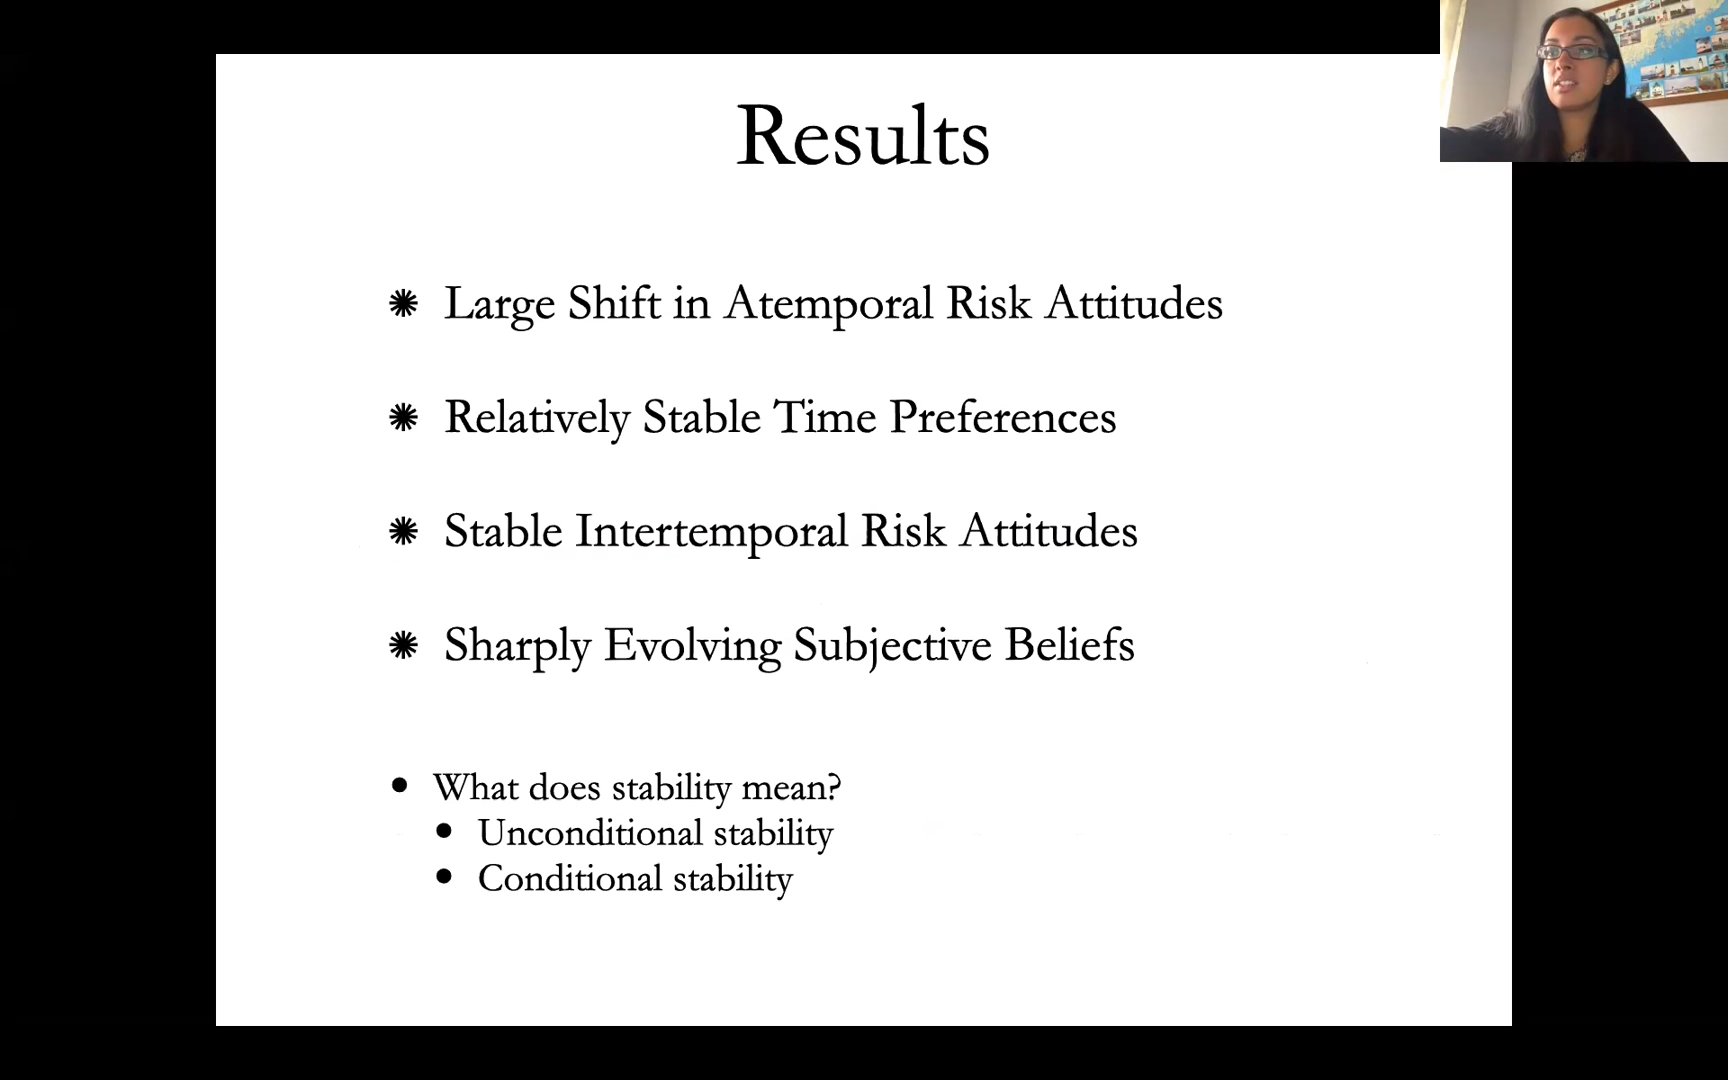 Results
Large Shift in Atemporal Risk Attitudes
Relatively Stable Time Preferences
Stable Intertemporal Risk Attitudes
Sharply Evolving Subjective Beliefs
What does stability mean?
Unconditional stability
Conditional stability